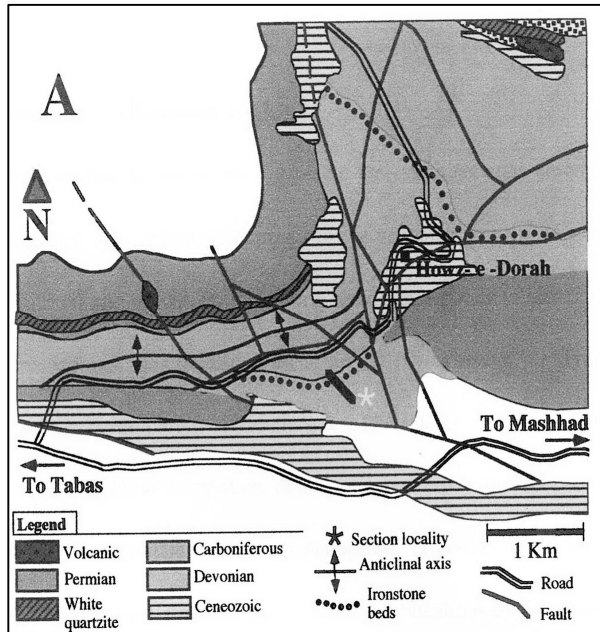 A
N
Howz-e -Dorah
To Mashhad
To Tabas
Legend
Volcanic
Permian
White
quartzite
Carboniferous
Devonian
Ceneozoic
Section locality
Anticlinal axis
Ironstone
beds
1 Km
Road
Fault